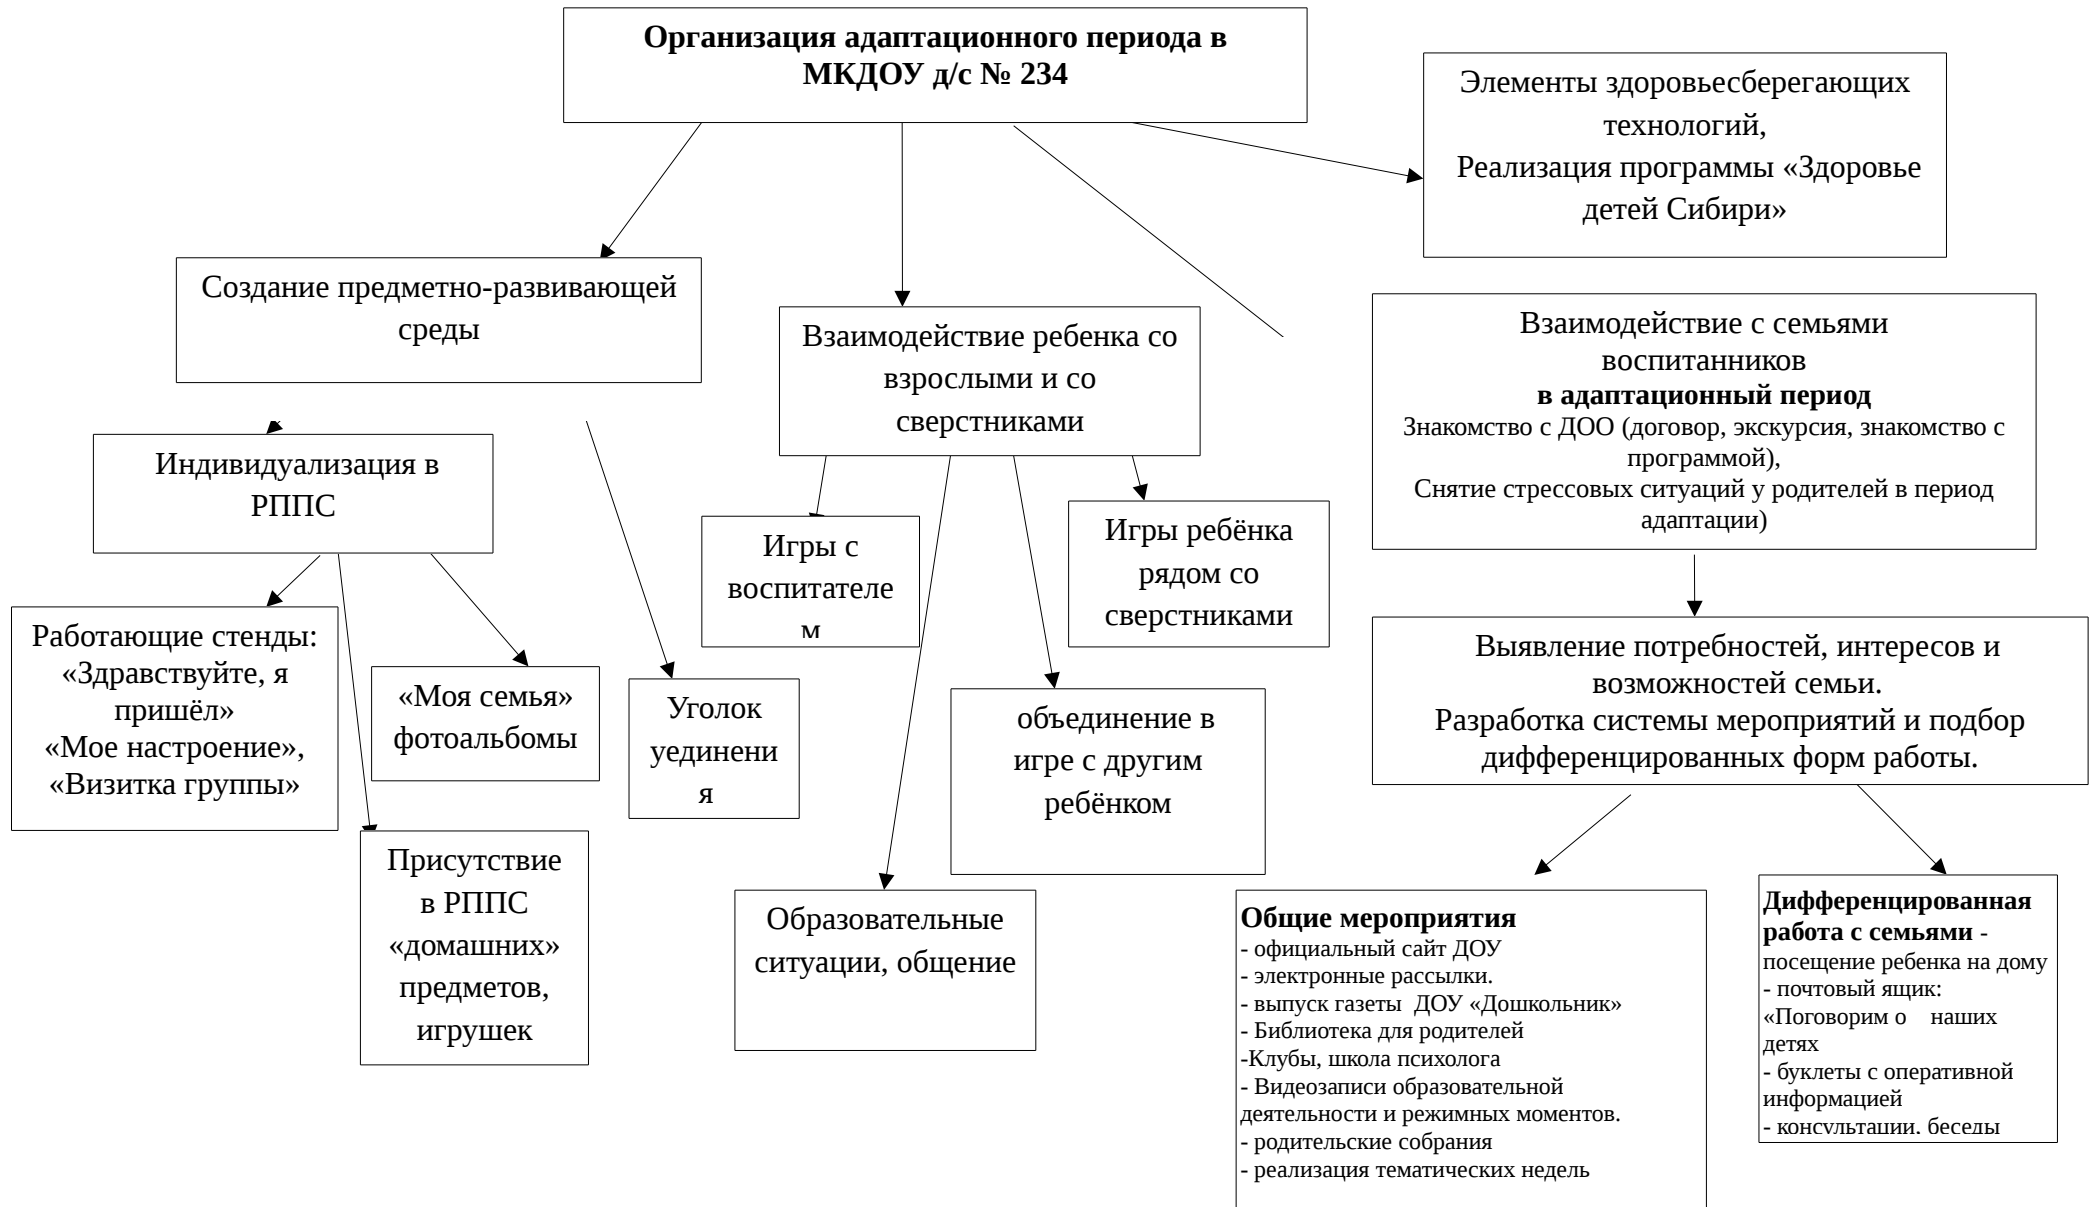 Организация адаптационного периода в
МКДОУ д/с № 234
Элементы здоровьесберегающих
технологий,
Реализация программы «Здоровье
детей Сибири»
Создание предметно-развивающей
среды
Взаимодействие ребенка со
взрослыми и со
сверстниками
Взаимодействие с семьями
воспитанников
в адаптационный период
Знакомство с ДОО (договор, экскурсия, знакомство с
программой),
Снятие стрессовых ситуаций у родителей в период
адаптации)
Индивидуализация в
РППС
Игры с
воспитателе
м
Игры ребёнка
рядом со
сверстниками
Работающие стенды:
«Здравствуйте, я
пришёл»
«Мое настроение»,
«Визитка группы»
«Моя семья»
фотоальбомы
Уголок
уединени
я
объединение в
игре с другим
ребёнком
Выявление потребностей, интересов и
возможностей семьи.
Разработка системы мероприятий и подбор
дифференцированных форм работы.
Присутствие
в РППС
«домашних»
предметов,
игрушек
Образовательные
ситуации, общение
Общие мероприятия
- официальный сайт ДОУ
- электронные рассылки.
- выпуск газеты  ДОУ «Дошкольник»
- Библиотека для родителей
-Клубы, школа психолога
- Видеозаписи образовательной
деятельности и режимных моментов.
- родительские собрания
- реализация тематических недель
Дифференцированная
работа с семьями -
посещение ребенка на дому
- почтовый ящик:
«Поговорим о    наших
детях
- буклеты с оперативной
информацией
- консультации, беседы